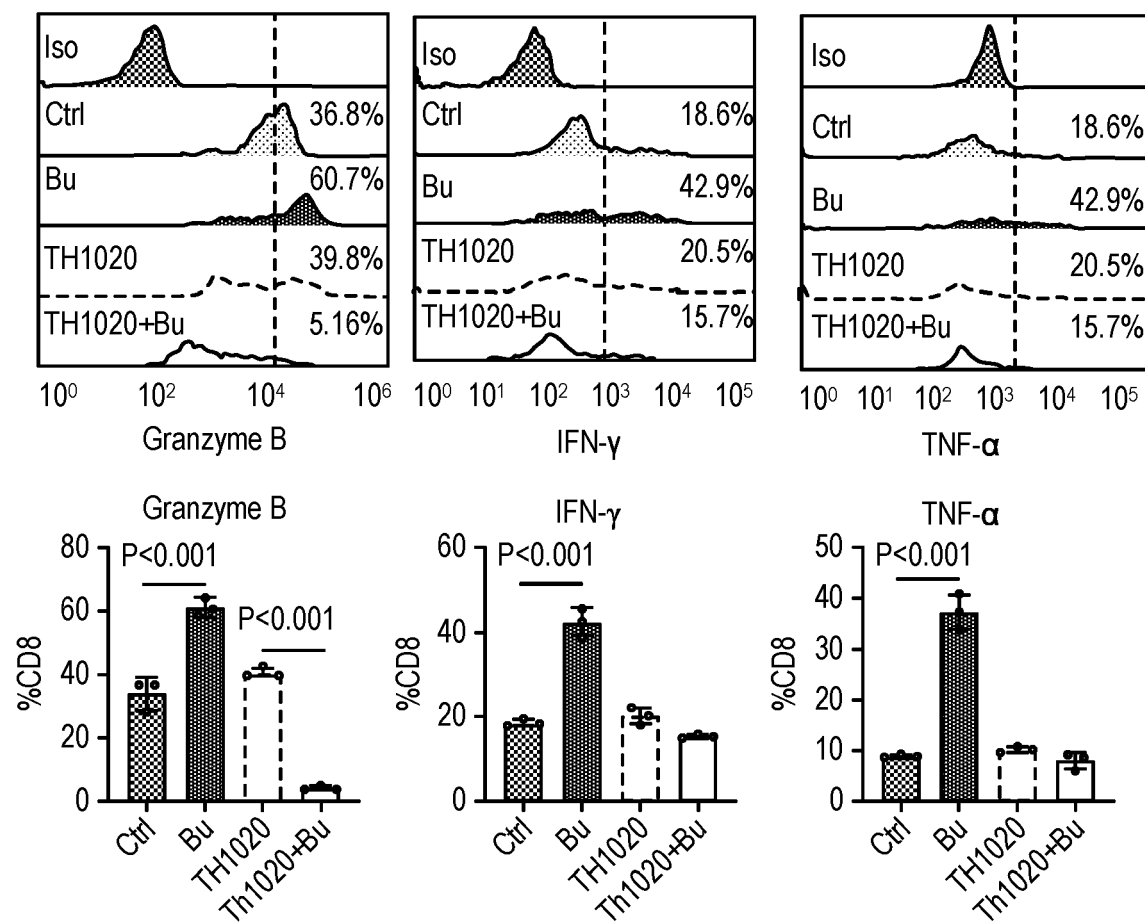 Iso
Ctrl 36.8%
Bu 60.7%
TH1020 39.8%
TH1020+Bu 5.16%
10⁰ 10² 10⁴ 10⁶
Granzyme B
Iso
Ctrl 18.6%
Bu 42.9%
TH1020 20.5%
TH1020+Bu 15.7%
10⁰ 10¹ 10² 10³ 10⁴ 10⁵
IFN-γ
Iso
Ctrl 18.6%
Bu 42.9%
TH1020 20.5%
TH1020+Bu 15.7%
10⁰ 10¹ 10² 10³ 10⁴ 10⁵
TNF-α
Granzyme B
80
60
40
20
0
%CD8
P<0.001
P<0.001
Ctrl
Bu
TH1020
Th1020+Bu
IFN-γ
60
40
20
0
%CD8
P<0.001
Ctrl
Bu
TH1020
Th1020+Bu
TNF-α
50
40
30
20
10
0
%CD8
P<0.001
Ctrl
Bu
TH1020
Th1020+Bu